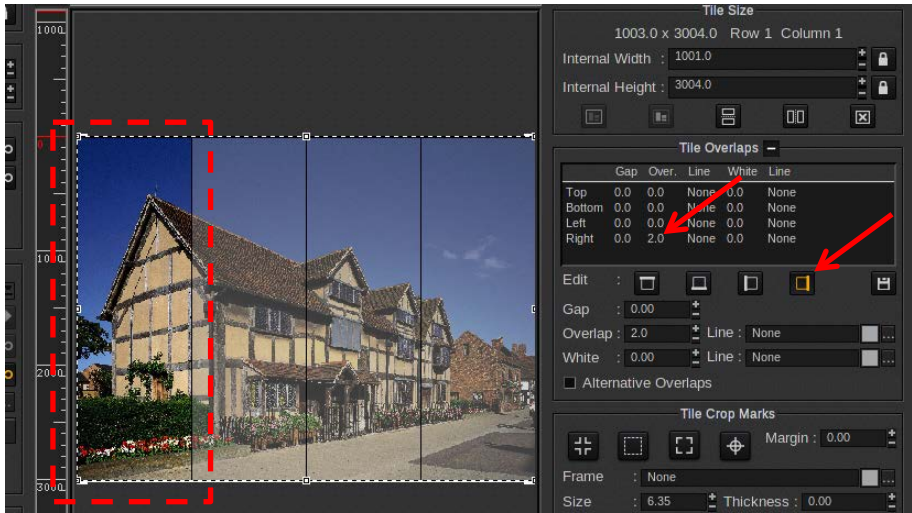 Tile Size
1003.0 x 3004.0 Row 1 Column 1
Internal Width : 1001.0
Internal Height : 3004.0
Tile Overlaps
Gap Over. Line White Line
Top 0.0 0.0 None 0.0 None
Bottom 0.0 0.0 None 0.0 None
Left 0.0 0.0 None 0.0 None
Right 0.0 2.0 None 0.0 None
Edit :
Gap : 0.00
Overlap : 2.0 Line : None
White : 0.00 Line : None
Alternative Overlaps
Tile Crop Marks
Margin : 0.00
Frame : None
Size : 6.35 Thickness : 0.00
1000
0
1000
2000
3000